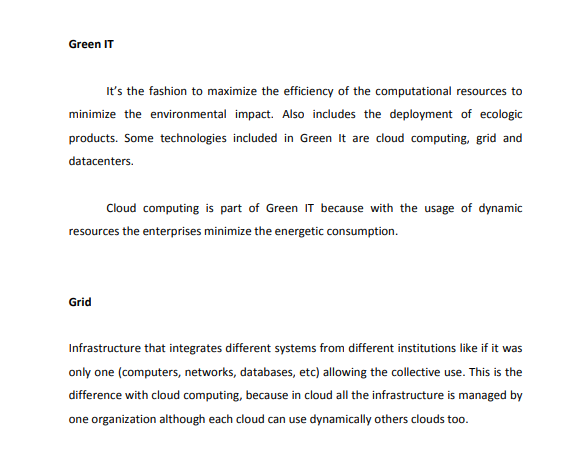 Green IT
It's the fashion to maximize the efficiency of the computational resources to
minimize the environmental impact. Also includes the deployment of ecologic
products. Some technologies included in Green It are cloud computing, grid and
datacenters.
Cloud computing is part of Green IT because with the usage of dynamic
resources the enterprises minimize the energetic consumption.
Grid
Infrastructure that integrates different systems from different institutions like if it was
only one (computers, networks, databases, etc) allowing the collective use. This is the
difference with cloud computing, because in cloud all the infrastructure is managed by
one organization although each cloud can use dynamically others clouds too.